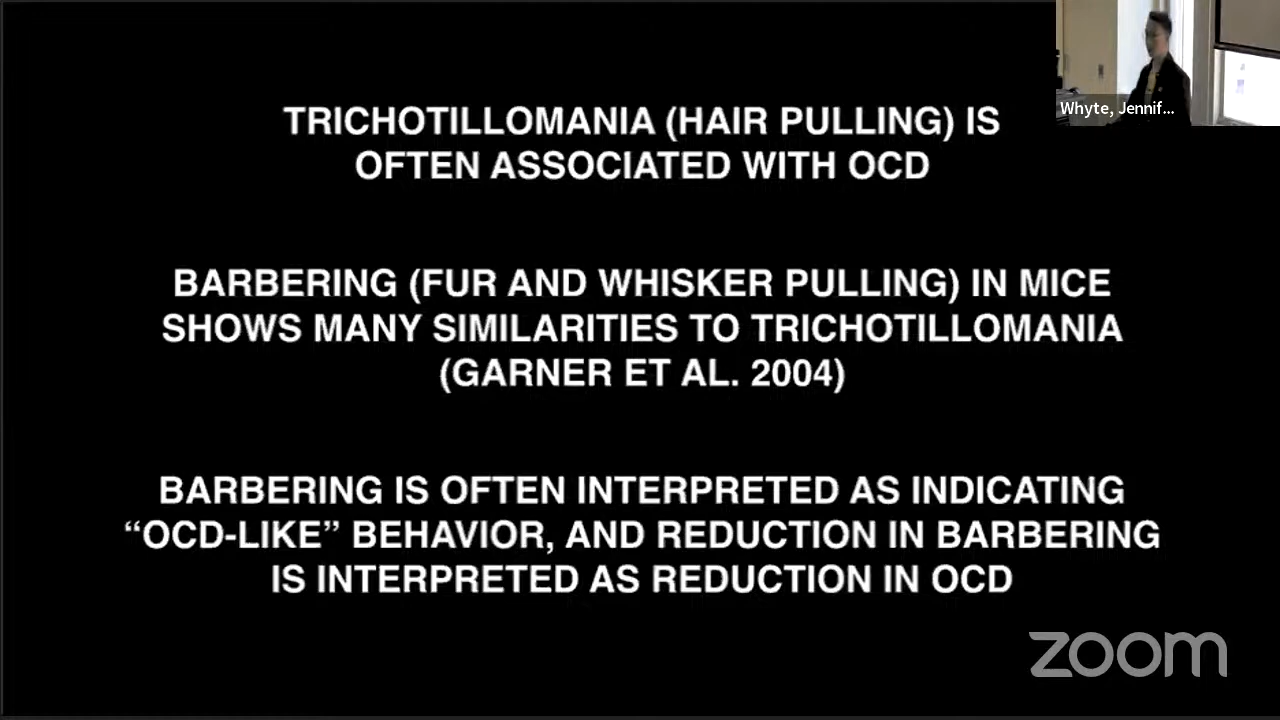 Whyte, Jennif...
TRICHOTILLOMANIA (HAIR PULLING) IS
OFTEN ASSOCIATED WITH OCD
BARBERING (FUR AND WHISKER PULLING) IN MICE
SHOWS MANY SIMILARITIES TO TRICHOTILLOMANIA
(GARNER ET AL. 2004)
BARBERING IS OFTEN INTERPRETED AS INDICATING
“OCD-LIKE” BEHAVIOR, AND REDUCTION IN BARBERING
IS INTERPRETED AS REDUCTION IN OCD
zoom